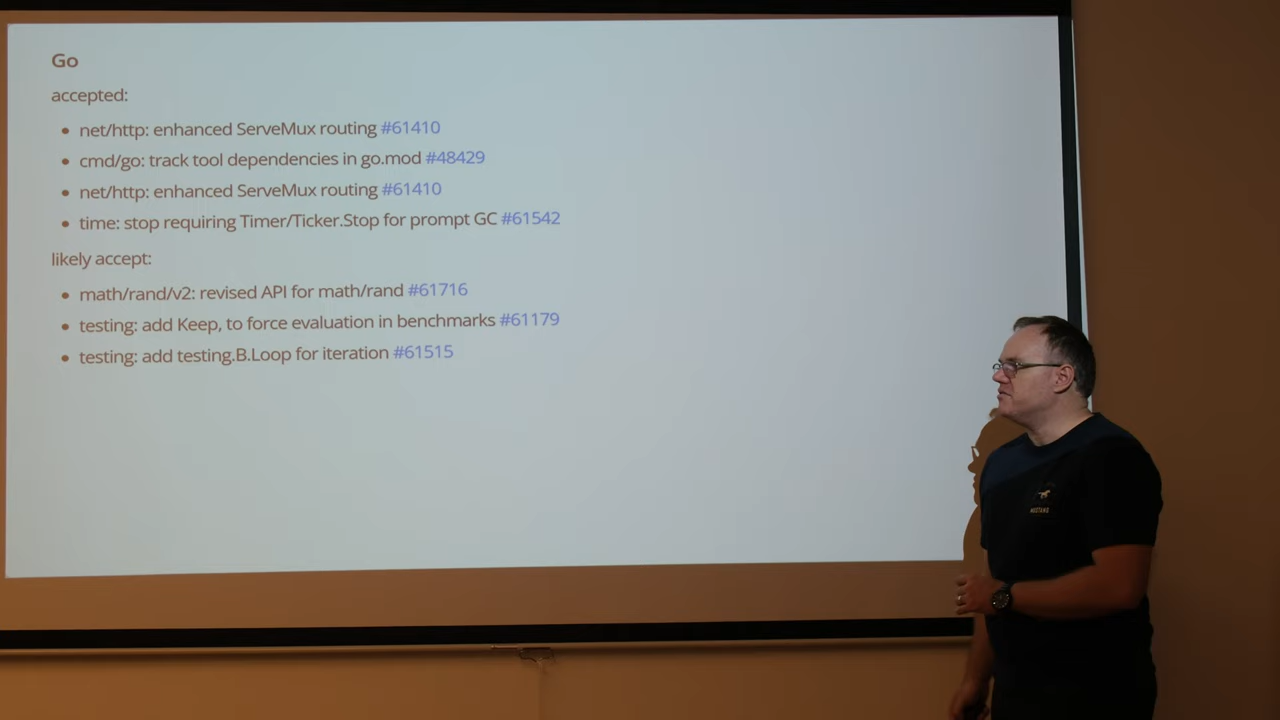 Go
accepted:
• net/http: enhanced ServeMux routing #61410
• cmd/go: track tool dependencies in go.mod #48429
• net/http: enhanced ServeMux routing #61410
• time: stop requiring Timer/Ticker.Stop for prompt GC #61542
likely accept:
• math/rand/v2: revised API for math/rand #61716
• testing: add Keep, to force evaluation in benchmarks #61179
• testing: add testing.B.Loop for iteration #61515
MUSTANG